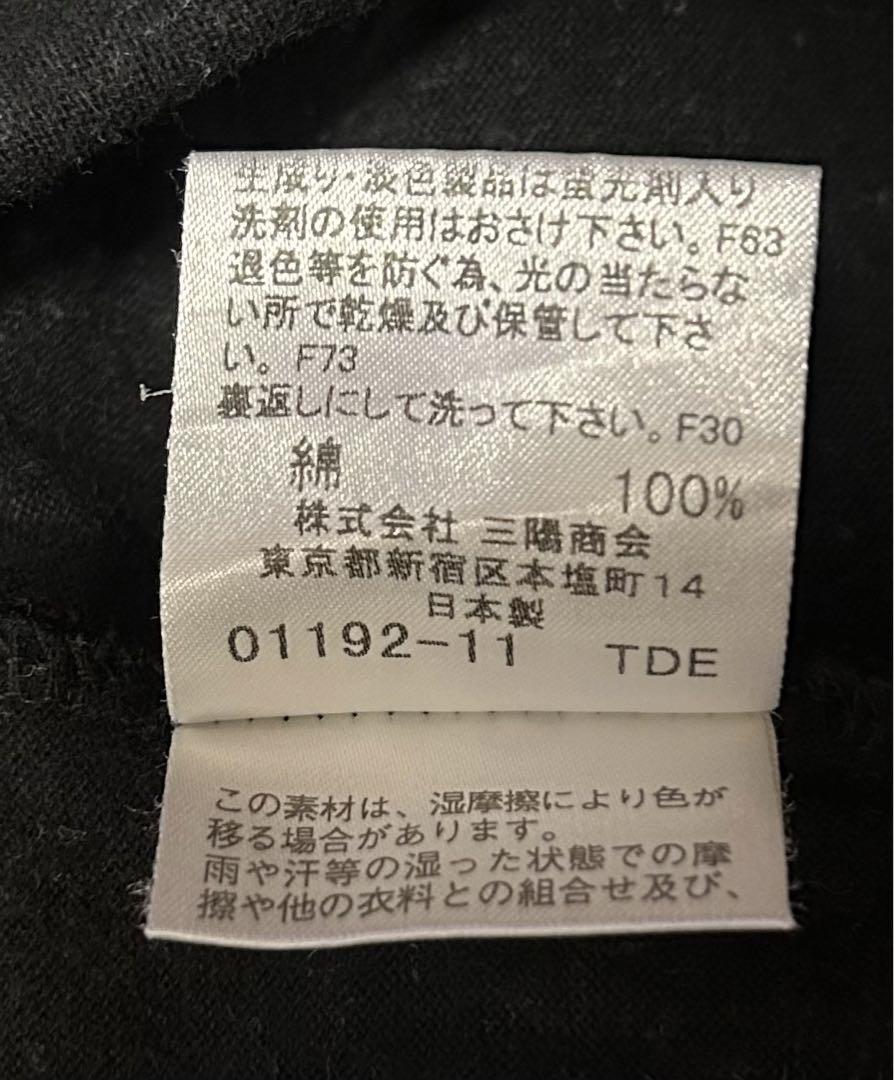 生成り・淡色製品は蛍光剤入り
洗剤の使用はおさけ下さい。F63
退色等を防ぐ為、光の当たらな
い所で乾燥及び保管して下さ
い。F73
裏返しにして洗って下さい。F30
綿 100%
株式会社 三陽商会
東京都新宿区本塩町14
日本製
01192-11 TDE
この素材は、湿摩擦により色が
移る場合があります。
雨や汗等の湿った状態での摩
擦や他の衣料との組合せ及び、